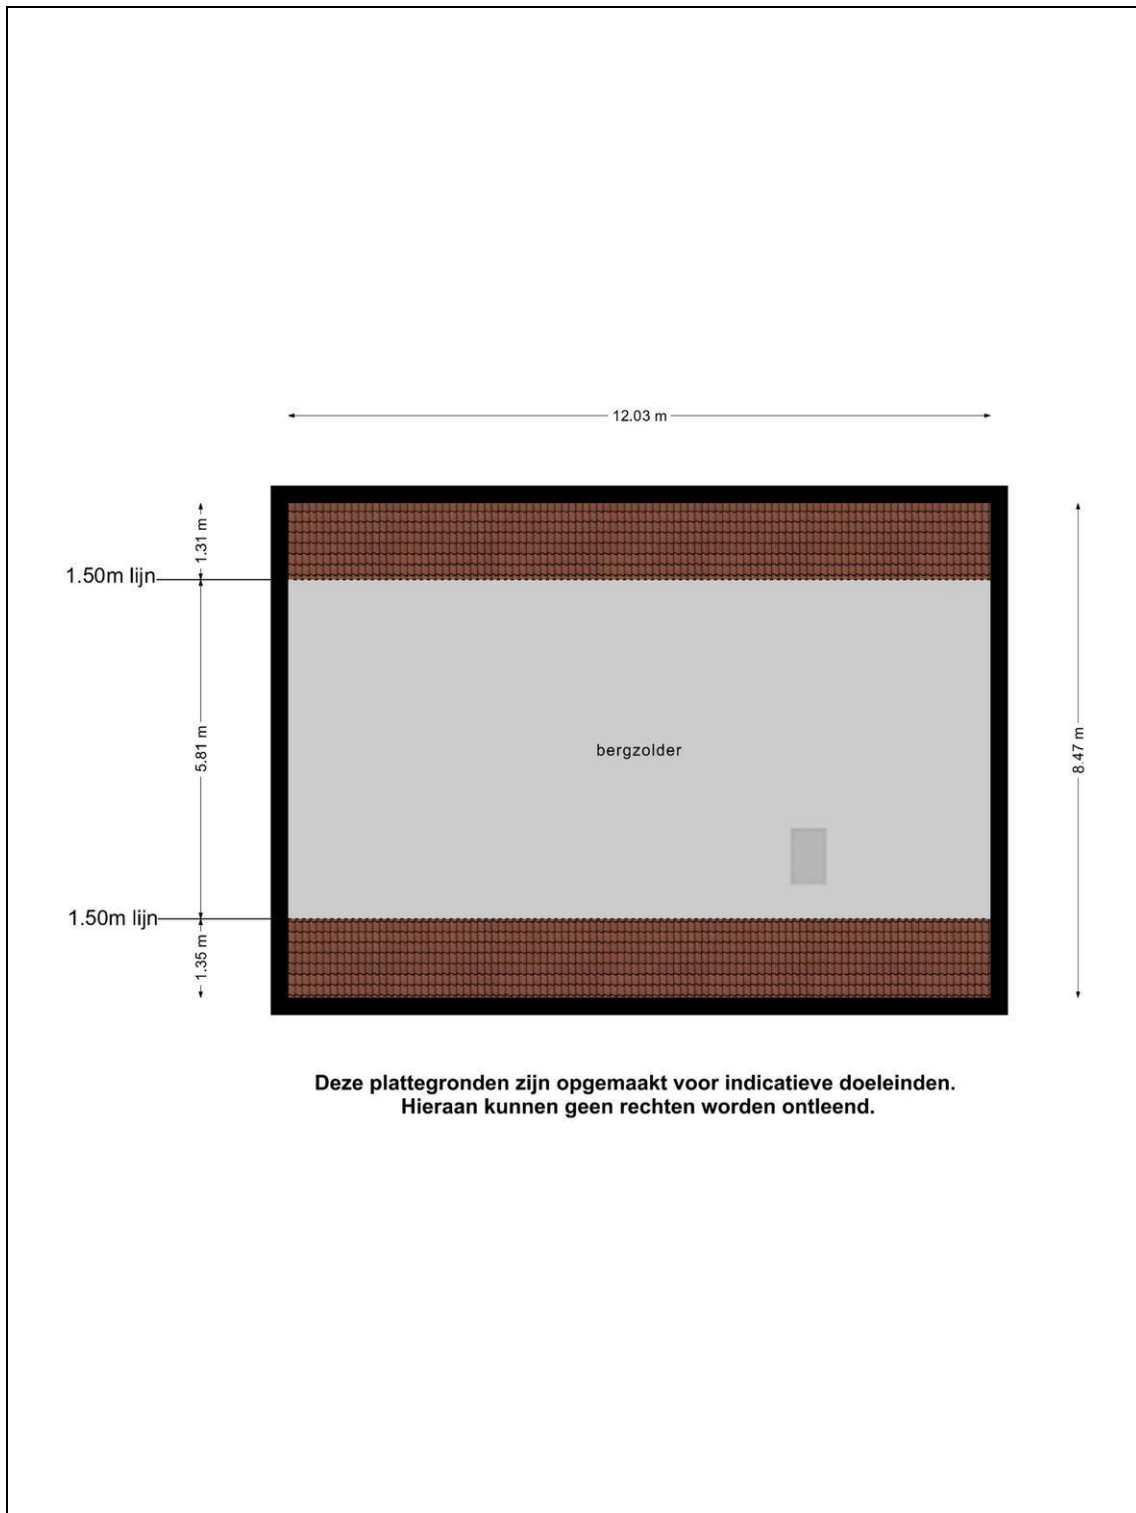 12.03 m
1.31 m
1.50m lijn
5.81 m
bergzolder
8.47 m
1.50m lijn
1.35 m
Deze plattegronden zijn opgemaakt voor indicatieve doeleinden.
Hieraan kunnen geen rechten worden ontleend.